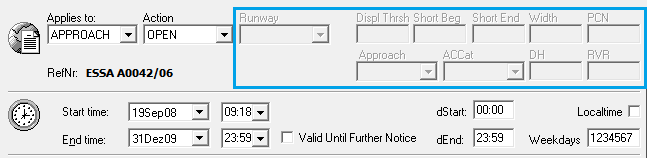 Applies to: Action Runway Displ Thrsh Short Beg Short End Width PCN
APPROACH OPEN
Approach ACCat DH RVR
RefNr: ESSA A0042/06
Start time: 19Sep08 09:18 dStart: 00:00 Localtime
End time: 31Dez09 23:59 Valid Until Further Notice dEnd: 23:59 Weekdays 1234567